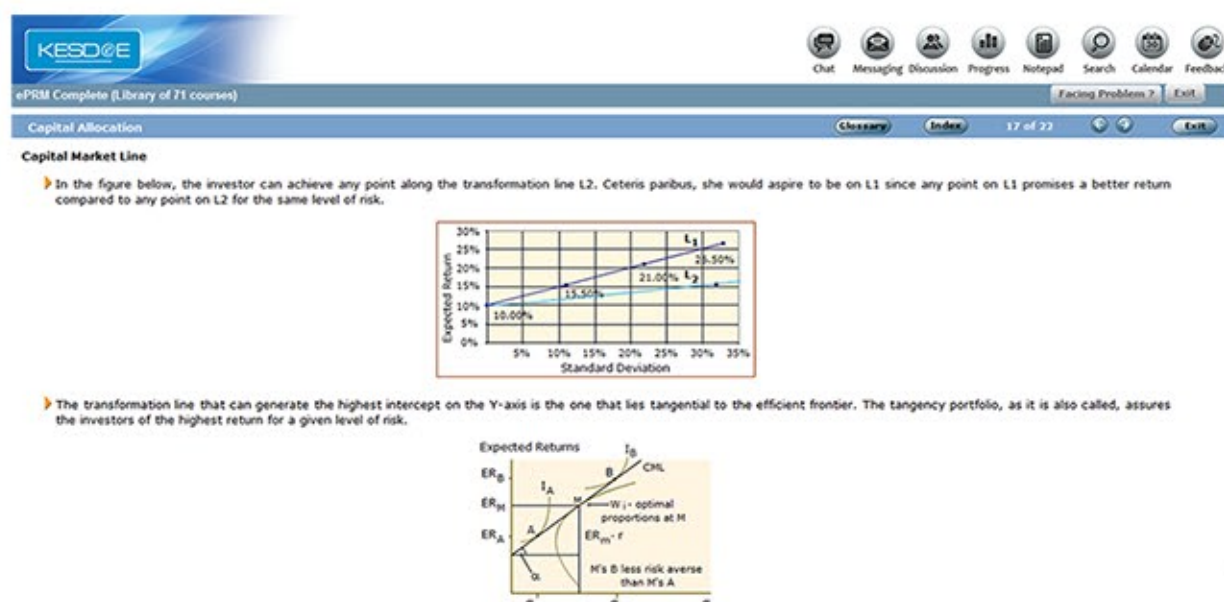 KESD@E
Chat Messaging Discussion Progress Notepad Search Calendar Feedback
ePRM Complete (Library of 71 courses)
Facing Problem ? Exit
Capital Allocation
Glossary Index 17 of 22 Exit
Capital Market Line
In the figure below, the investor can achieve any point along the transformation line L2. Ceteris paribus, she would aspire to be on L1 since any point on L1 promises a better return
compared to any point on L2 for the same level of risk.
30%
25%
20%
15%
10%
5%
0%
Expected Return
L1
26.50%
21.00% L2
15.50%
10.00%
5% 10% 15% 20% 25% 30% 35%
Standard Deviation
The transformation line that can generate the highest intercept on the Y-axis is the one that lies tangential to the efficient frontier. The tangency portfolio, as it is also called, assures
the investors of the highest return for a given level of risk.
Expected Returns
IB
ERB
B
CML
IA
ERM
M
Wi - optimal
proportions at M
ERA
A
ERm- r
α
M's B less risk averse
than M's A